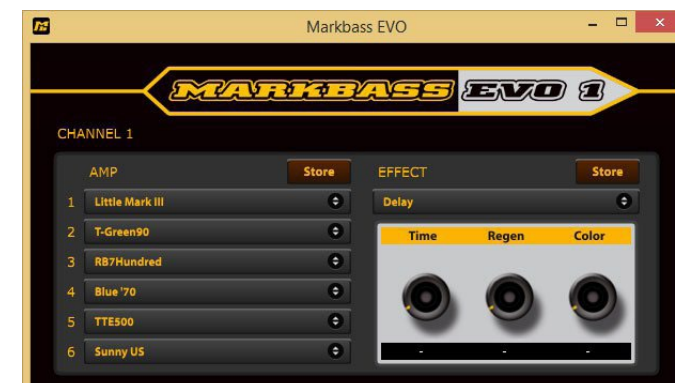 Markbass EVO
MARKBASS EVO 1
CHANNEL 1
AMP Store
1 Little Mark III
2 T-Green90
3 RB7Hundred
4 Blue '70
5 TTE500
6 Sunny US
EFFECT Store
Delay
Time Regen Color
- - -